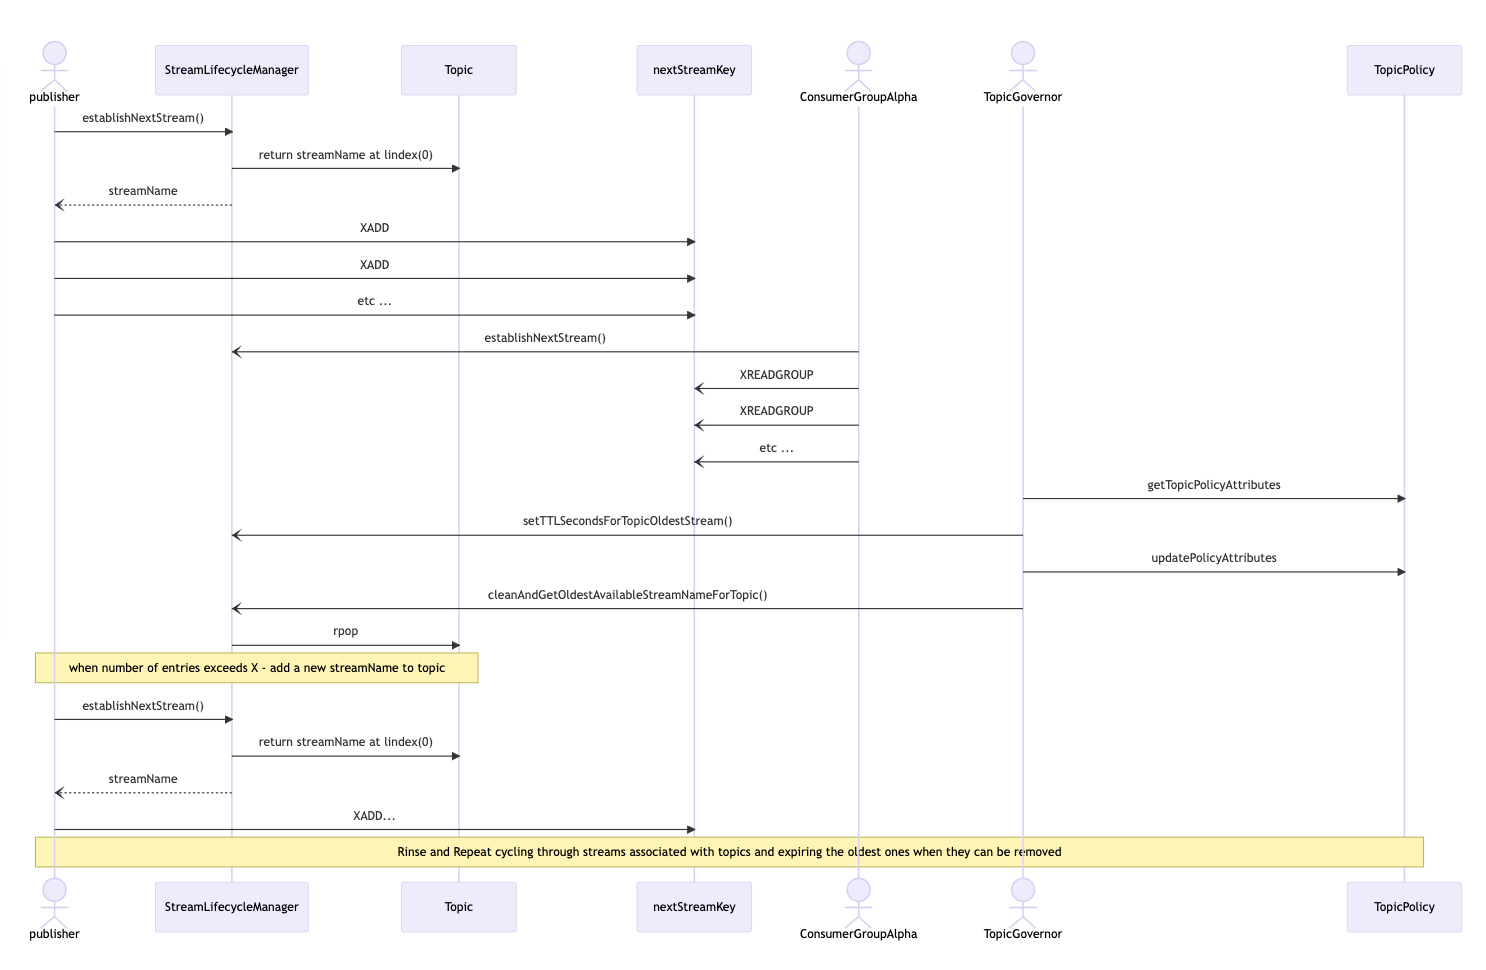 StreamLifecycleManager
Topic
nextStreamKey
TopicPolicy
publisher
ConsumerGroupAlpha
TopicGovernor
establishNextStream()
return streamName at lindex(0)
streamName
XADD
XADD
etc ...
establishNextStream()
XREADGROUP
XREADGROUP
etc ...
getTopicPolicyAttributes
setTTLSecondsForTopicOldestStream()
updatePolicyAttributes
cleanAndGetOldestAvailableStreamNameForTopic()
rpop
when number of entries exceeds X - add a new streamName to topic
establishNextStream()
return streamName at lindex(0)
streamName
XADD...
Rinse and Repeat cycling through streams associated with topics and expiring the oldest ones when they can be removed
StreamLifecycleManager
Topic
nextStreamKey
TopicPolicy
publisher
ConsumerGroupAlpha
TopicGovernor